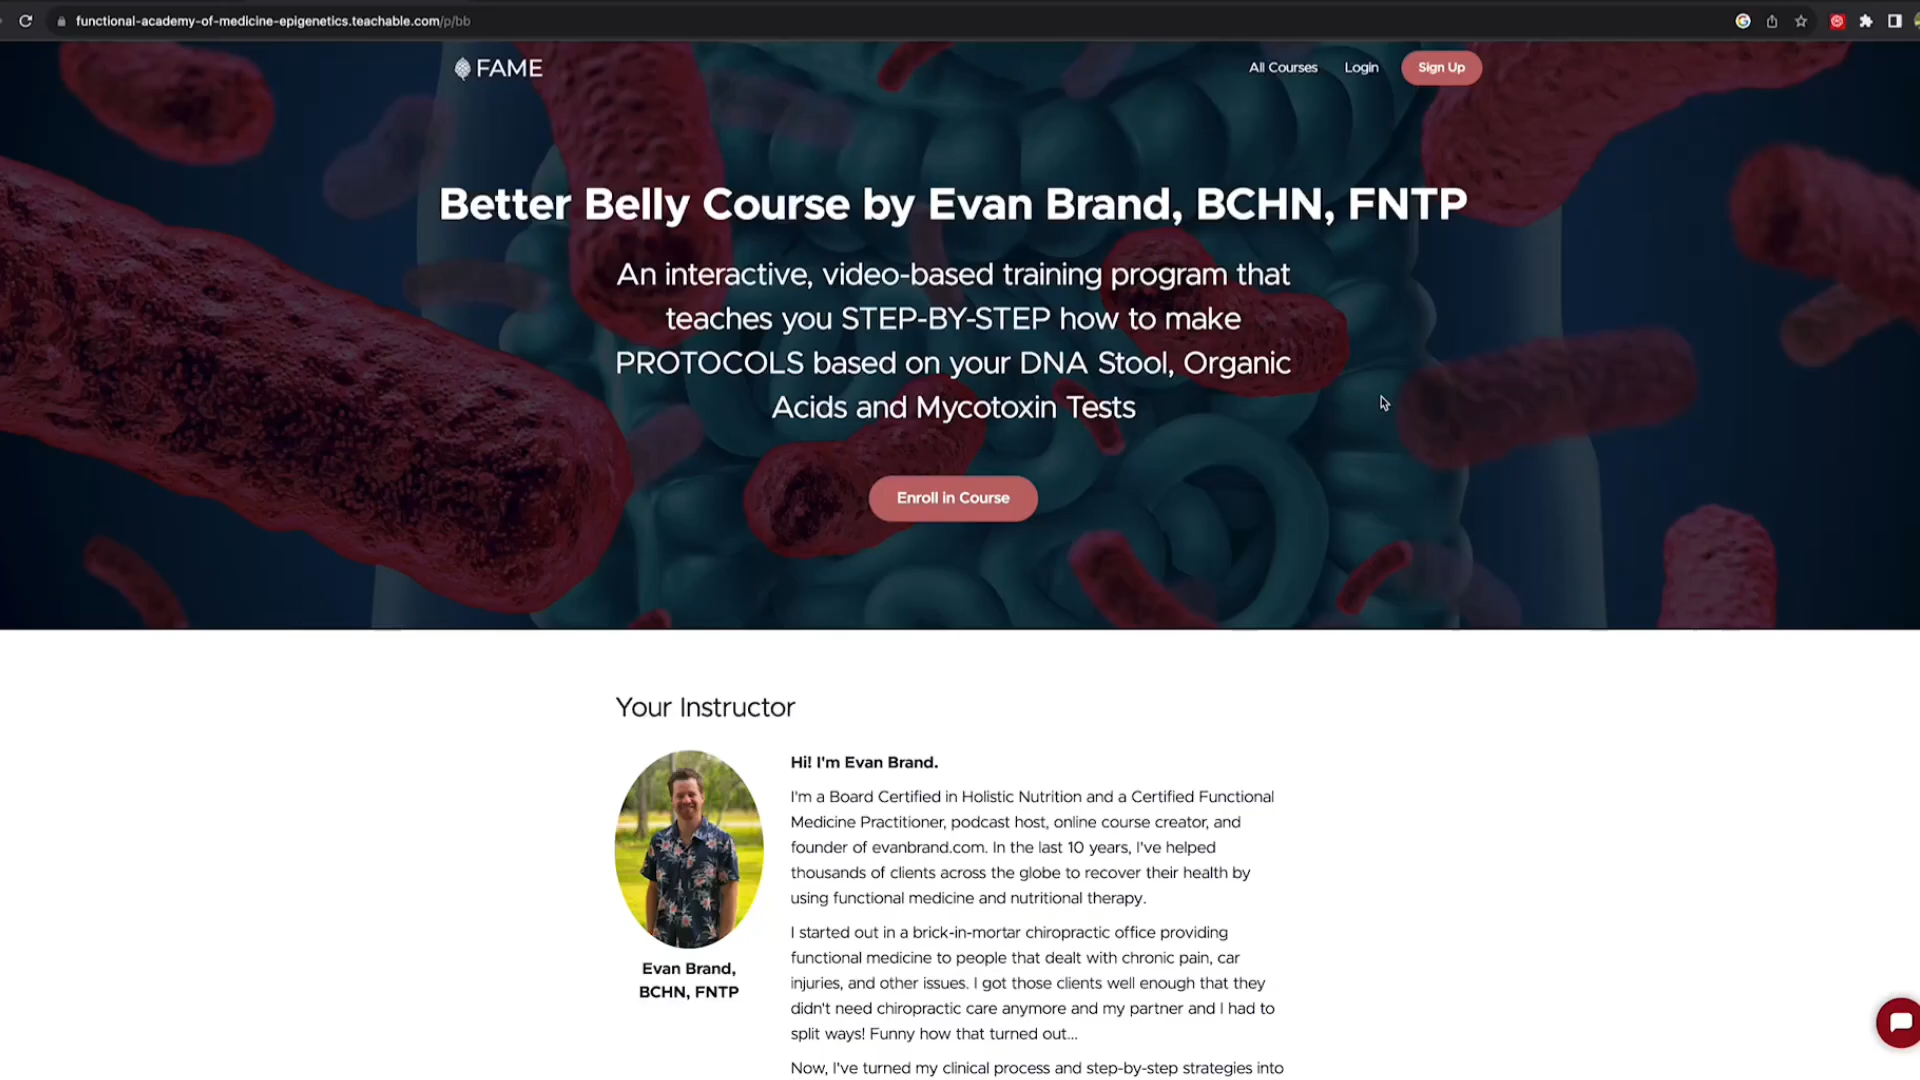 functional-academy-of-medicine-epigenetics.teachable.com/p/bb
FAME
All Courses
Login
Sign Up
Better Belly Course by Evan Brand, BCHN, FNTP
An interactive, video-based training program that
teaches you STEP-BY-STEP how to make
PROTOCOLS based on your DNA Stool, Organic
Acids and Mycotoxin Tests
Enroll in Course
Your Instructor
Evan Brand,
BCHN, FNTP
Hi! I'm Evan Brand.
I'm a Board Certified in Holistic Nutrition and a Certified Functional
Medicine Practitioner, podcast host, online course creator, and
founder of evanbrand.com. In the last 10 years, I've helped
thousands of clients across the globe to recover their health by
using functional medicine and nutritional therapy.
I started out in a brick-in-mortar chiropractic office providing
functional medicine to people that dealt with chronic pain, car
injuries, and other issues. I got those clients well enough that they
didn't need chiropractic care anymore and my partner and I had to
split ways! Funny how that turned out...
Now, I've turned my clinical process and step-by-step strategies into